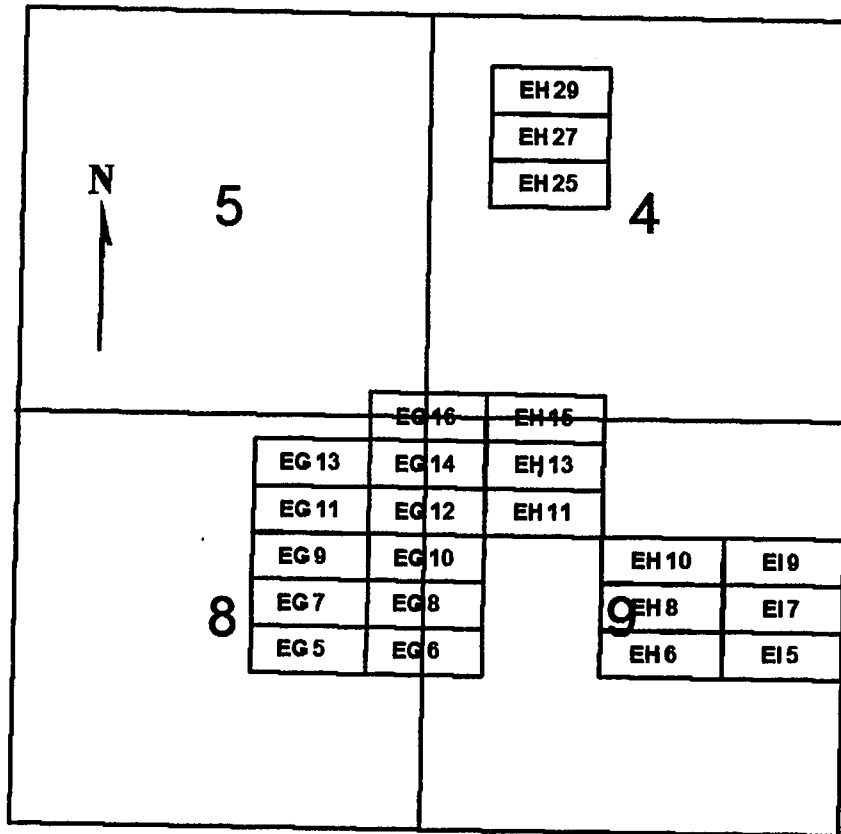 EH 29
EH 27
N
5
EH 25
4
EG 16 EH 15
EG 13 EG 14 EH 13
EG 11 EG 12 EH 11
EG 9 EG 10 EH 10 EI 9
8 EG 7 EG 8 9 EH 8 EI 7
EG 5 EG 6 EH 6 EI 5